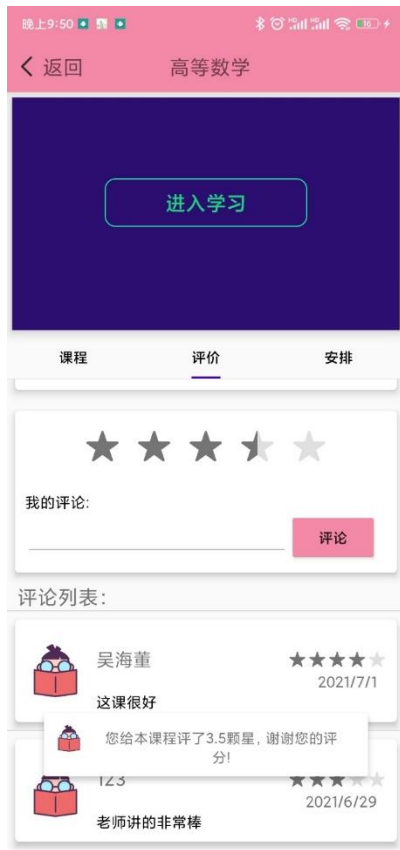 晚上9:50
16
返回
高等数学
进入学习
课程
评价
安排
我的评论:
评论
评论列表:
吴海董
2021/7/1
这课很好
您给本课程评了3.5颗星，谢谢您的评
分!
123
2021/6/29
老师讲的非常棒